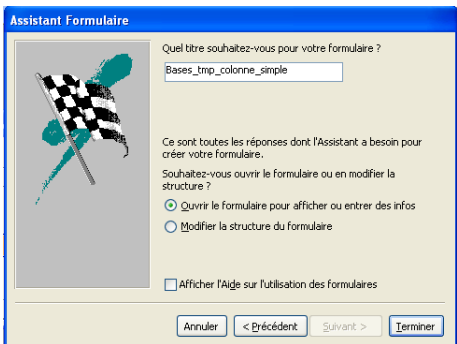 Assistant Formulaire
Quel titre souhaitez-vous pour votre formulaire ?
Bases_tmp_colonne_simple
Ce sont toutes les réponses dont l'Assistant a besoin pour
créer votre formulaire.
Souhaitez-vous ouvrir le formulaire ou en modifier la
structure ?
Ouvrir le formulaire pour afficher ou entrer des infos
Modifier la structure du formulaire
Afficher l'Aide sur l'utilisation des formulaires
Annuler < Précédent Suivant > Terminer